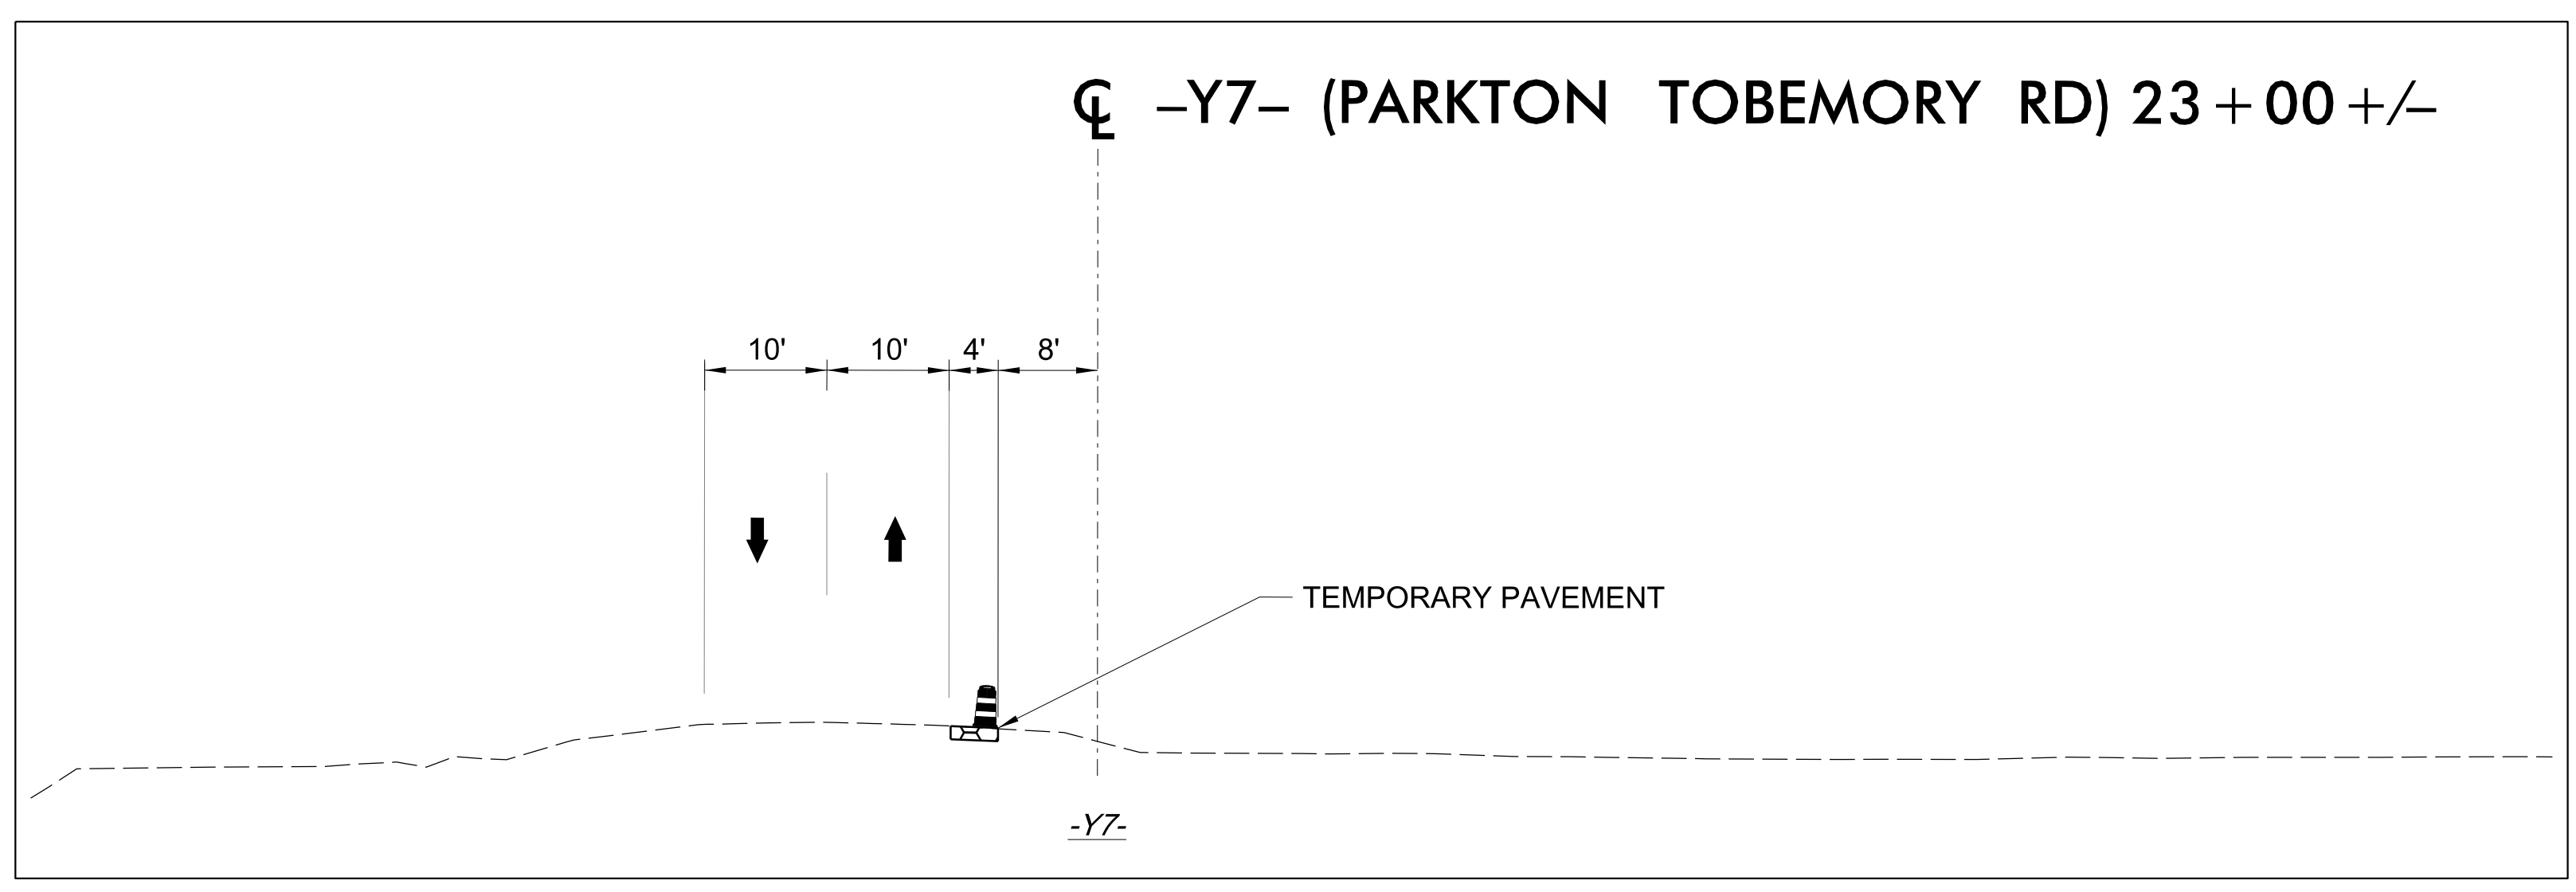 ℄ -Y7- (PARKTON TOBEMORY RD) 23+00+/-
10' 10' 4' 8'
TEMPORARY PAVEMENT
-Y7-